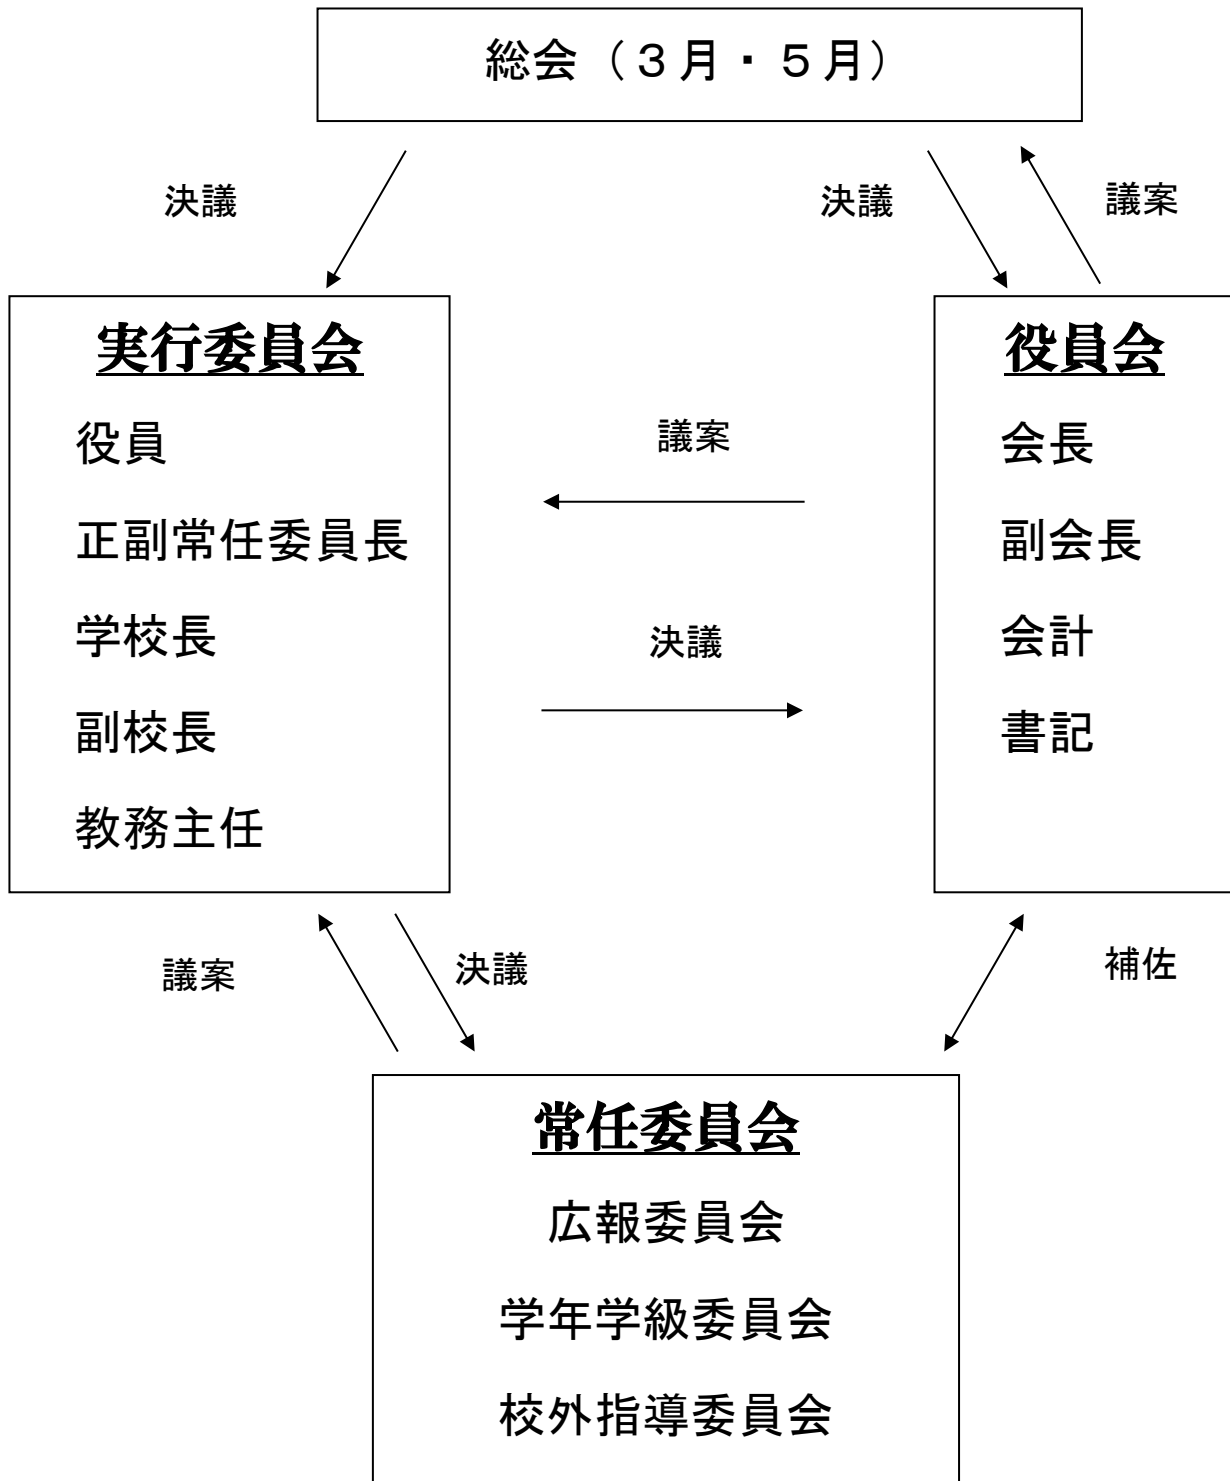 総会（３月・５月）
決議
決議
議案
実行委員会
役員
正副常任委員長
学校長
副校長
教務主任
議案
決議
役員会
会長
副会長
会計
書記
議案
決議
補佐
常任委員会
広報委員会
学年学級委員会
校外指導委員会